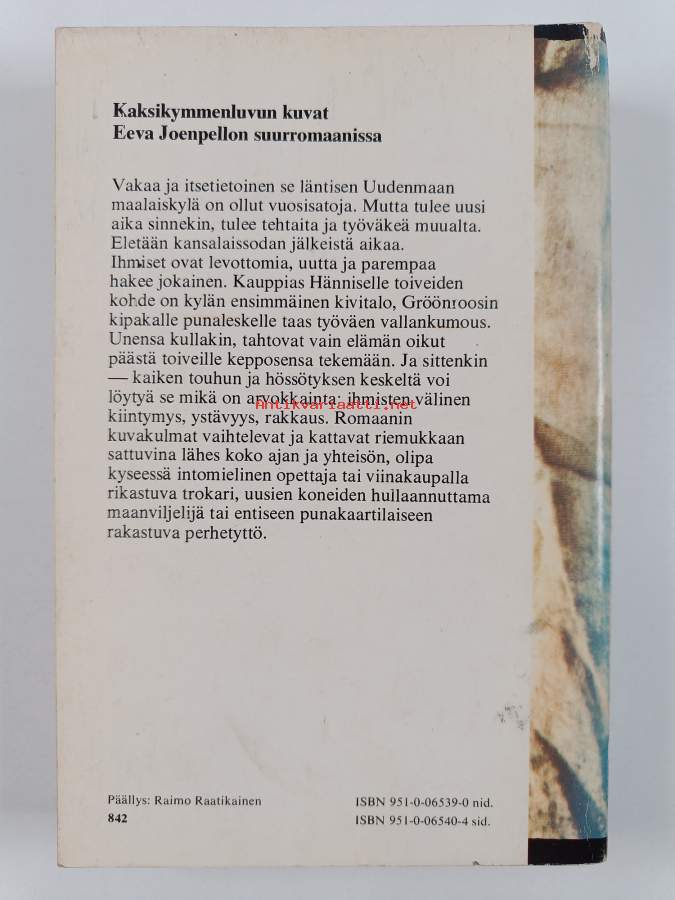 Kaksikymmenluvun kuvat
Eeva Joenpellon suurromaanissa
Vakaa ja itsetietoinen se läntisen Uudenmaan
maalaiskylä on ollut vuosisatoja. Mutta tulee uusi
aika sinnekin, tulee tehtaita ja työväkeä muualta.
Eletään kansalaissodan jälkeistä aikaa.
Ihmiset ovat levottomia, uutta ja parempaa
hakee jokainen. Kauppias Hänniselle toiveiden
kohde on kylän ensimmäinen kivitalo, Gröönroosin
kipakalle punaleskelle taas työväen vallankumous.
Unensa kullakin, tahtovat vain elämän oikut
päästä toiveille kepposensa tekemään. Ja sittenkin
— kaiken touhun ja hössötyksen keskeltä voi
löytyä se mikä on arvokkainta: ihmisten välinen
Antikvariaatti.net
kiintymys, ystävyys, rakkaus. Romaanin
kuvakulmat vaihtelevat ja kattavat riemukkaan
sattuvina lähes koko ajan ja yhteisön, olipa
kyseessä intomielinen opettaja tai viinakaupalla
rikastuva trokari, uusien koneiden hullaannuttama
maanviljelijä tai entiseen punakaartilaiseen
rakastuva perhetyttö.
Päällys: Raimo Raatikainen
842
ISBN 951-0-06539-0 nid.
ISBN 951-0-06540-4 sid.